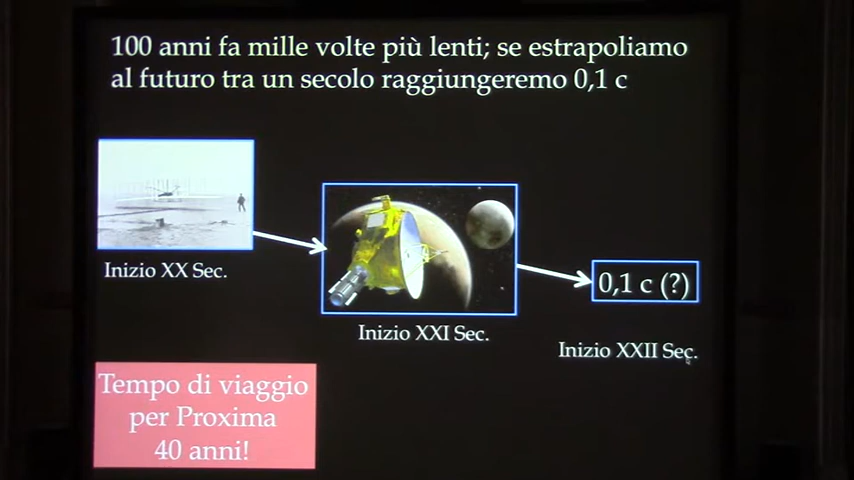 100 anni fa mille volte più lenti; se estrapoliamo
al futuro tra un secolo raggiungeremo 0,1 c
Inizio XX Sec.
Inizio XXI Sec.
0,1 c (?)
Inizio XXII Sec.
Tempo di viaggio
per Proxima
40 anni!